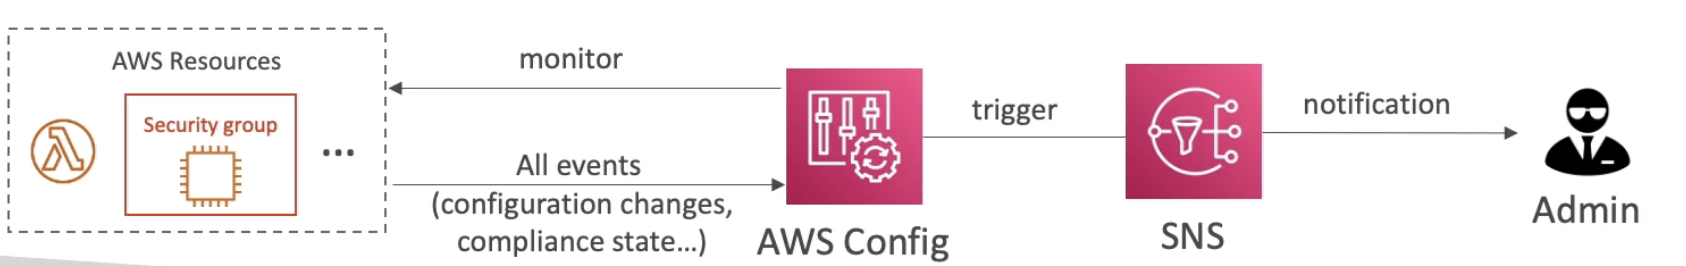 AWS Resources
Security group
...
monitor
All events
(configuration changes,
compliance state...)
AWS Config
trigger
SNS
notification
Admin